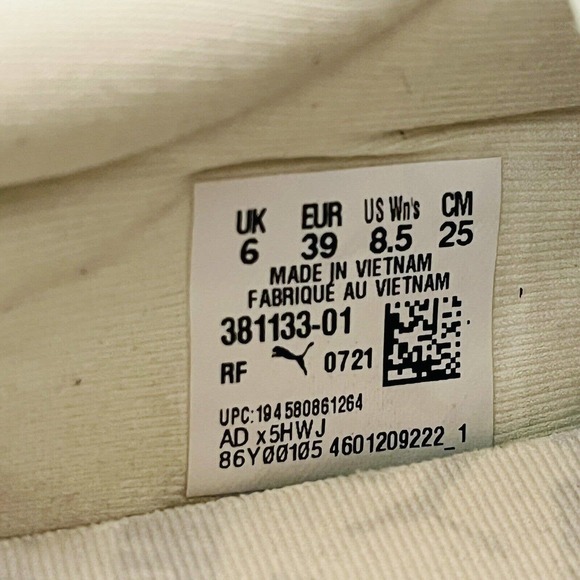 UK EUR US Wn's CM
6 39 8.5 25
MADE IN VIETNAM
FABRIQUÉ AU VIETNAM
381133-01
RF 0721
UPC:194580861264
AD x5HWJ
86Y00105 4601209222_1